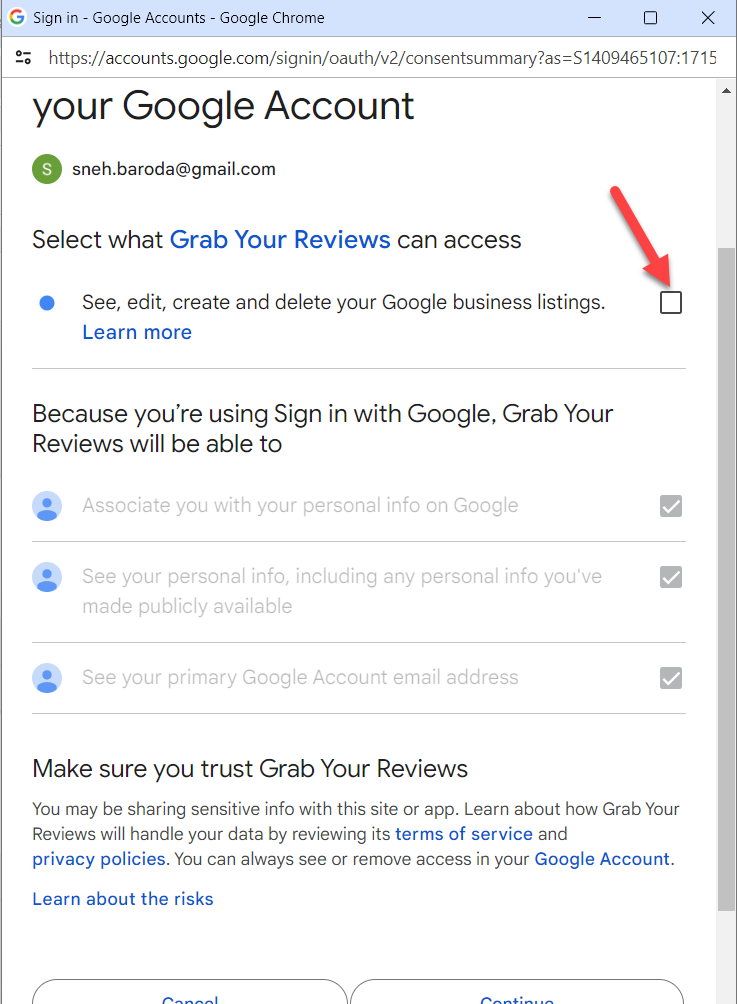 Sign in - Google Accounts - Google Chrome
https://accounts.google.com/signin/oauth/v2/consentsummary?as=S1409465107:1715
your Google Account
S
sneh.baroda@gmail.com
Select what Grab Your Reviews can access
See, edit, create and delete your Google business listings.
Learn more
Because you’re using Sign in with Google, Grab Your
Reviews will be able to
Associate you with your personal info on Google
See your personal info, including any personal info you've
made publicly available
See your primary Google Account email address
Make sure you trust Grab Your Reviews
You may be sharing sensitive info with this site or app. Learn about how Grab Your
Reviews will handle your data by reviewing its terms of service and
privacy policies. You can always see or remove access in your Google Account.
Learn about the risks
Cancel
Continue